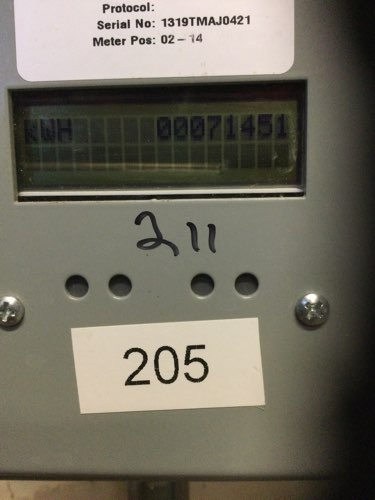 Protocol:
Serial No: 1319TMAJ0421
Meter Pos: 02-14
KWH 00071451
211
205